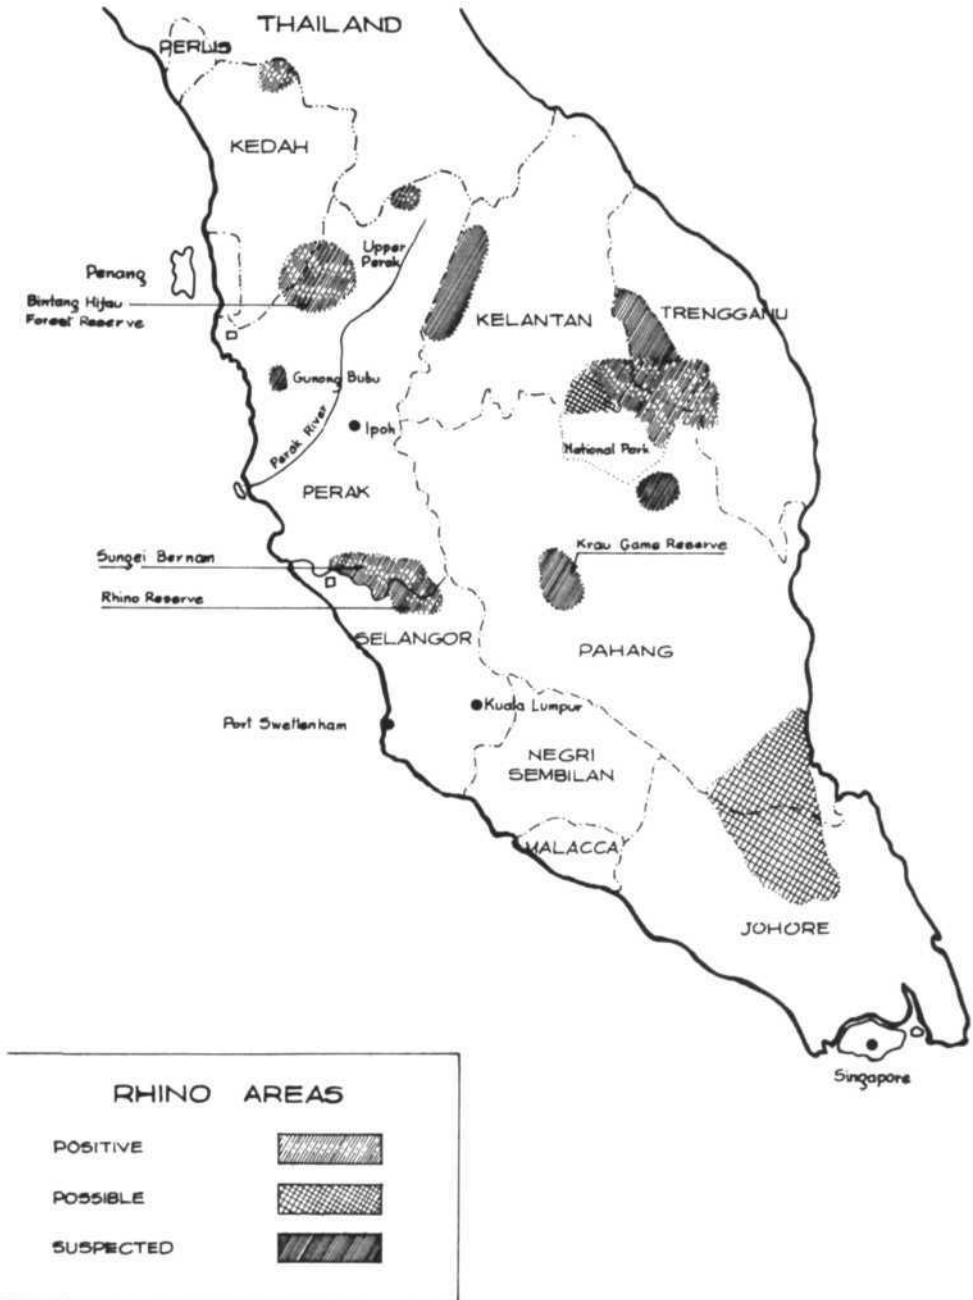 THAILAND
PERLIS
KEDAH
Upper
Perak
Penang
Bintang Hijau
Forest Reserve
KELANTAN
TRENGGANU
Gunong Bubu
Perak River
Ipoh
National Park
PERAK
Krau Game Reserve
Sungei Bernam
Rhino Reserve
SELANGOR
PAHANG
Kuala Lumpur
Port Swettenham
NEGRI
SEMBILAN
MALACCA
JOHORE
Singapore
RHINO AREAS
POSITIVE
POSSIBLE
SUSPECTED